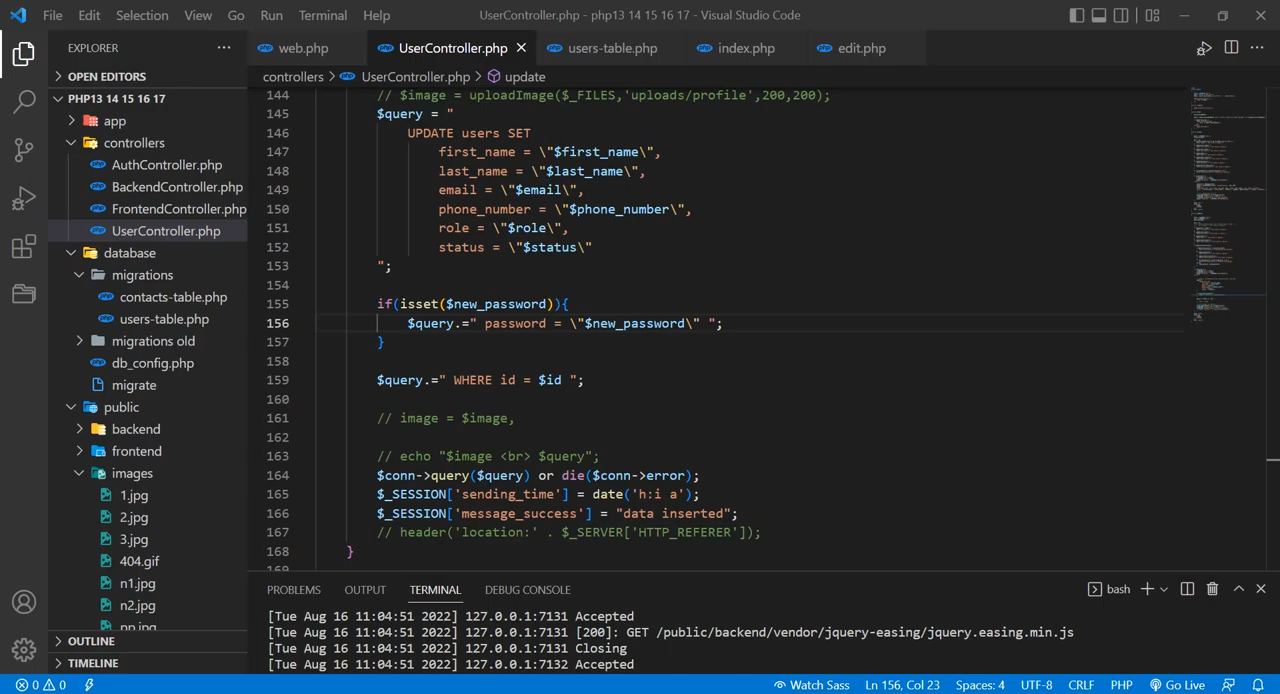 File Edit Selection View Go Run Terminal Help UserController.php - php13 14 15 16 17 - Visual Studio Code
EXPLORER
OPEN EDITORS
PHP13 14 15 16 17
app
controllers
AuthController.php
BackendController.php
FrontendController.php
UserController.php
database
migrations
contacts-table.php
users-table.php
migrations old
db_config.php
migrate
public
backend
frontend
images
1.jpg
2.jpg
3.jpg
404.gif
n1.jpg
n2.jpg
OUTLINE
TIMELINE
web.php UserController.php users-table.php index.php edit.php
controllers > UserController.php > update
144 // $image = uploadImage($_FILES,'uploads/profile',200,200);
145 $query = "
146 UPDATE users SET
147 first_name = \"$first_name\",
148 last_name = \"$last_name\",
149 email = \"$email\",
150 phone_number = \"$phone_number\",
151 role = \"$role\",
152 status = \"$status\"
153 ";
154
155 if(isset($new_password)){
156 $query.=" password = \"$new_password\" ";
157 }
158
159 $query.=" WHERE id = $id ";
160
161 // image = $image,
162
163 // echo "$image <br> $query";
164 $conn->query($query) or die($conn->error);
165 $_SESSION['sending_time'] = date('h:i a');
166 $_SESSION['message_success'] = "data inserted";
167 // header('location:' . $_SERVER['HTTP_REFERER']);
168 }
PROBLEMS OUTPUT TERMINAL DEBUG CONSOLE bash
[Tue Aug 16 11:04:51 2022] 127.0.0.1:7131 Accepted
[Tue Aug 16 11:04:51 2022] 127.0.0.1:7131 [200]: GET /public/backend/vendor/jquery-easing/jquery.easing.min.js
[Tue Aug 16 11:04:51 2022] 127.0.0.1:7131 Closing
[Tue Aug 16 11:04:51 2022] 127.0.0.1:7132 Accepted
0 0 Watch Sass Ln 156, Col 23 Spaces: 4 UTF-8 CRLF PHP Go Live